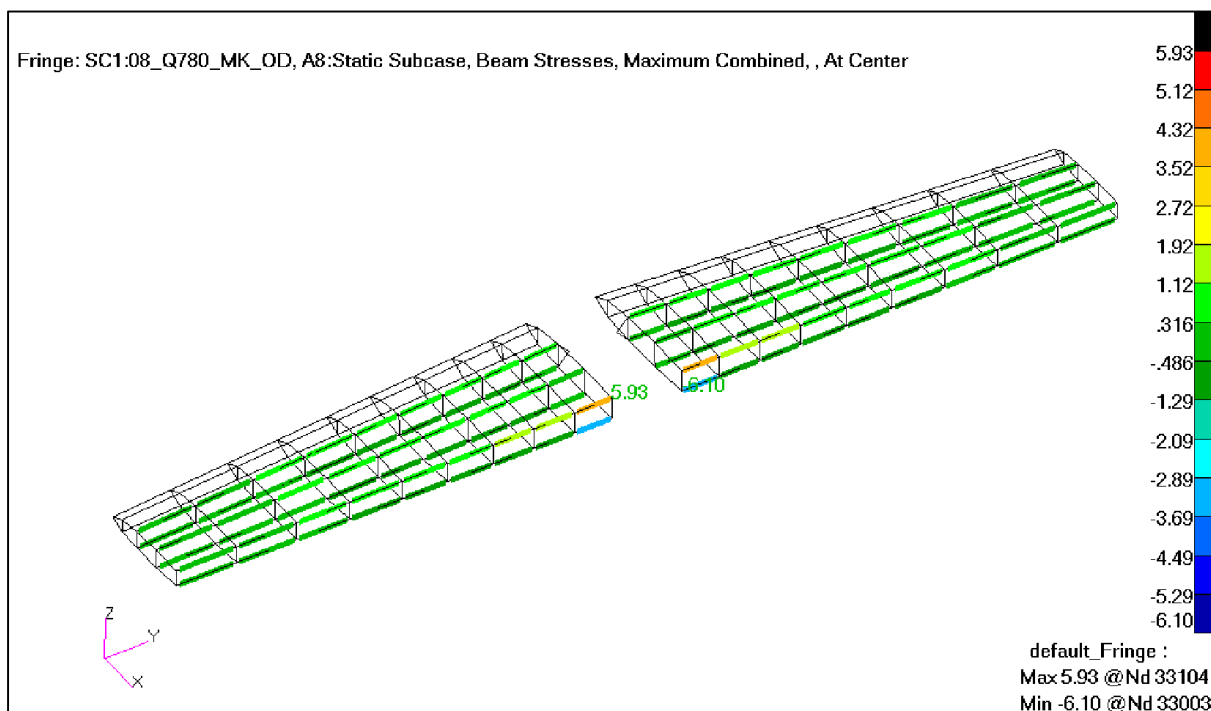 Fringe: SC1:08_Q780_MK_OD, A8:Static Subcase, Beam Stresses, Maximum Combined, , At Center
5.93
5.12
4.32
3.52
2.72
1.92
1.12
.316
-.486
-1.29
-2.09
-2.89
-3.69
-4.49
-5.29
-6.10
5.93
-6.10
Z
Y
X
default_Fringe :
Max 5.93 @Nd 33104
Min -6.10 @Nd 33003